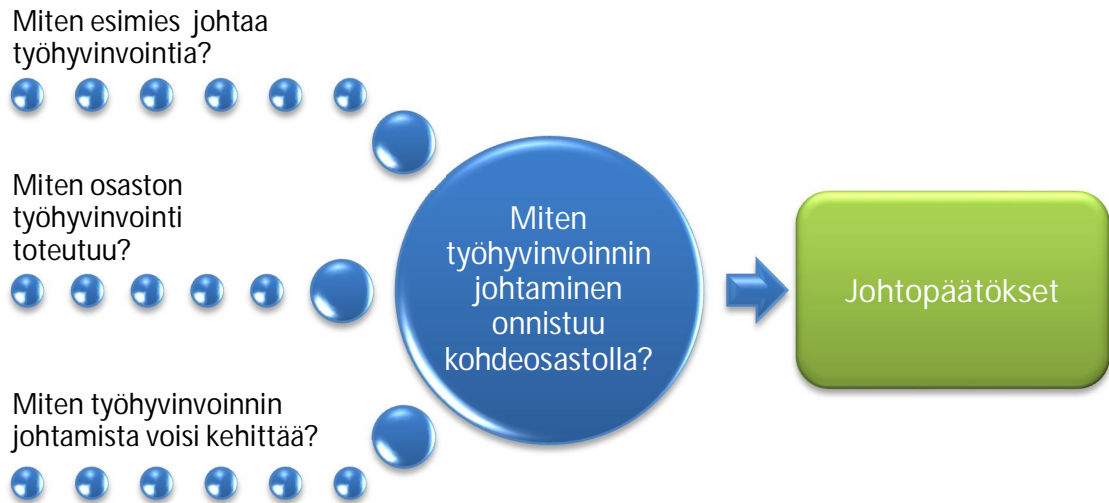 Miten esimies johtaa
työhyvinvointia?
Miten osaston
työhyvinvointi
toteutuu?
Miten työhyvinvoinnin
johtamista voisi kehittää?
Miten
työhyvinvoinnin
johtaminen
onnistuu
kohdeosastolla?
Johtopäätökset